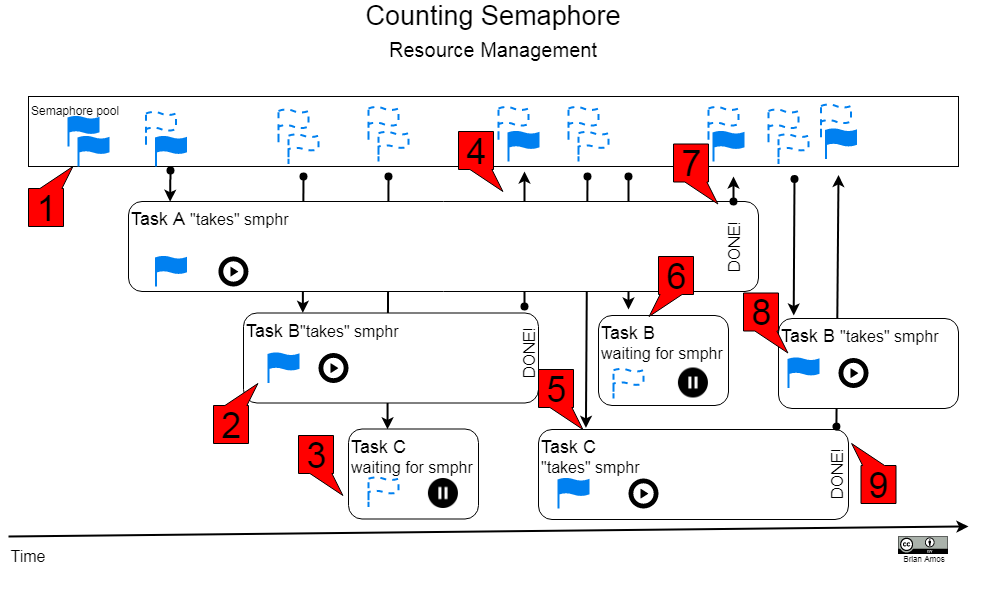 Counting Semaphore
Resource Management
Semaphore pool
1
4
7
Task A "takes" smphr
DONE!
6
8
Task B"takes" smphr
DONE!
2
Task B
waiting for smphr
Task B "takes" smphr
5
3
Task C
waiting for smphr
Task C
"takes" smphr
DONE!
9
Time
cc
BY
Brian Amos